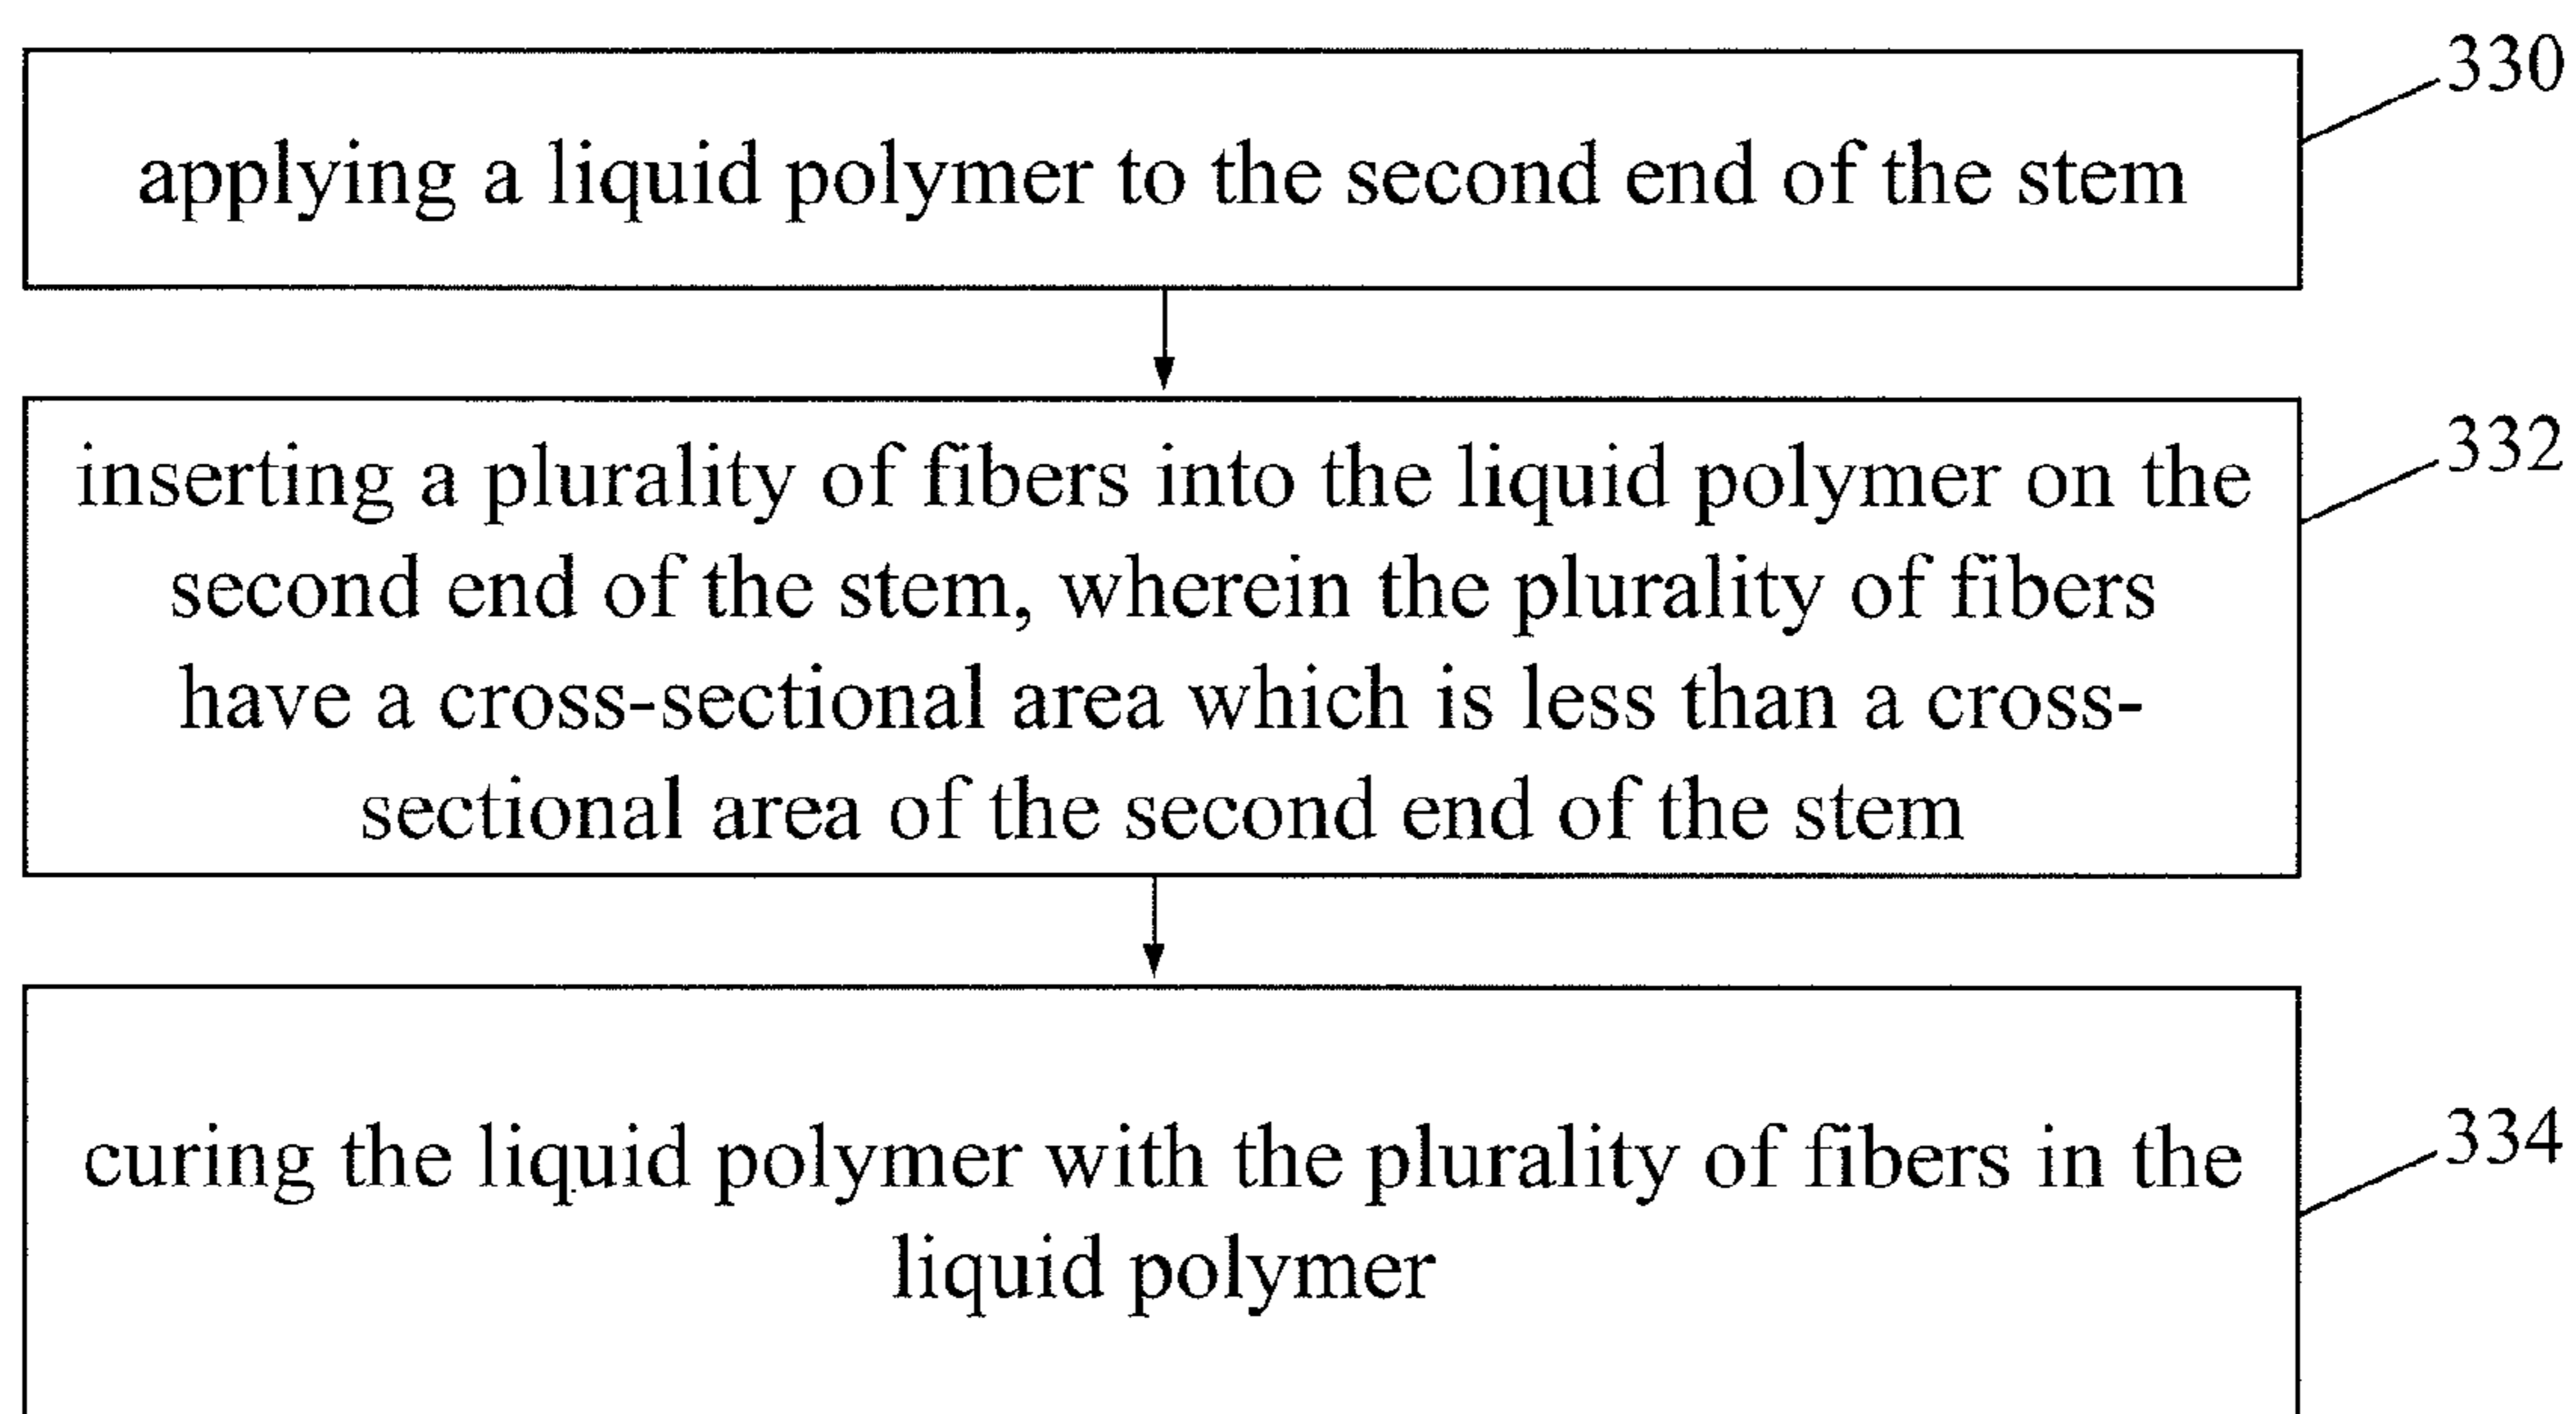 330
applying a liquid polymer to the second end of the stem
332
inserting a plurality of fibers into the liquid polymer on the
second end of the stem, wherein the plurality of fibers
have a cross-sectional area which is less than a cross-
sectional area of the second end of the stem
334
curing the liquid polymer with the plurality of fibers in the
liquid polymer